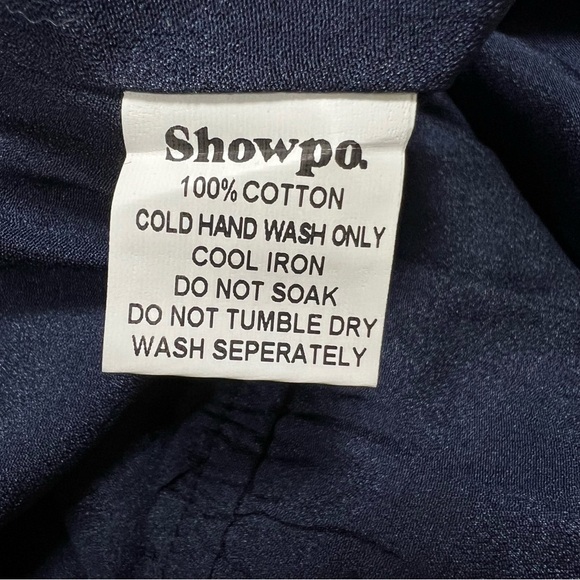 Showpo.
100% COTTON
COLD HAND WASH ONLY
COOL IRON
DO NOT SOAK
DO NOT TUMBLE DRY
WASH SEPERATELY